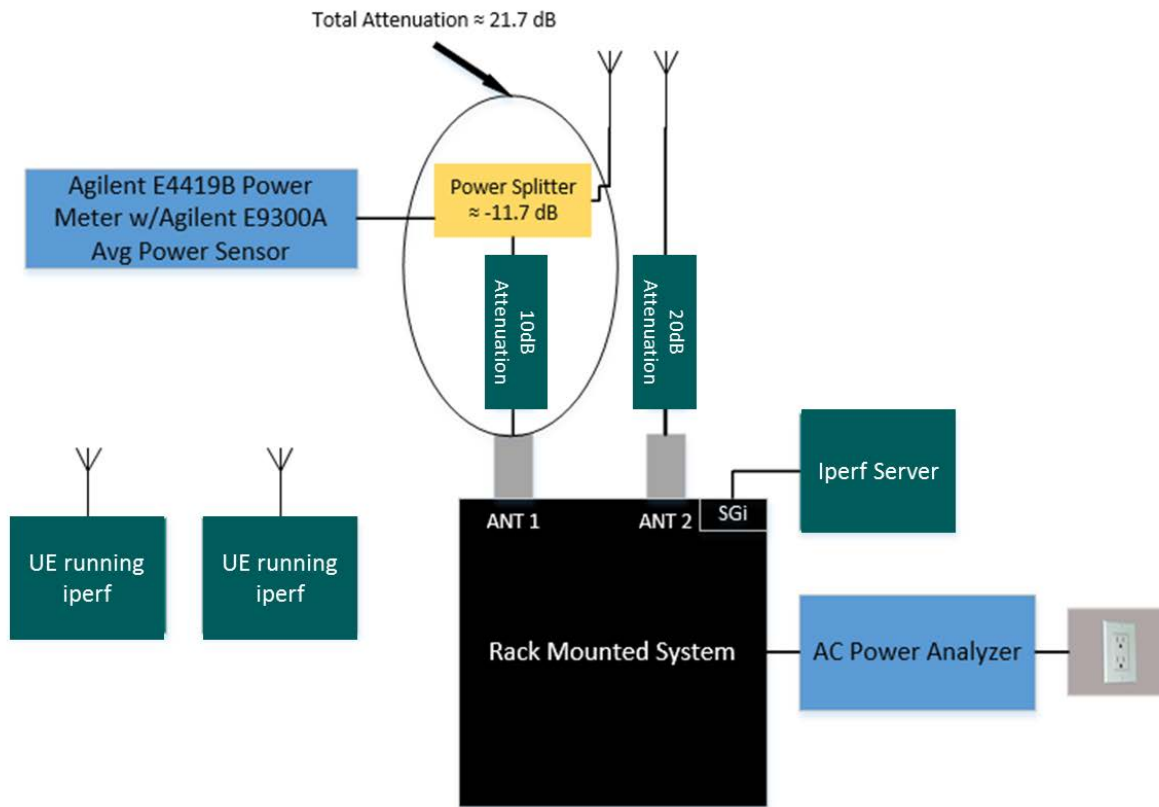 Total Attenuation ≈ 21.7 dB
Agilent E4419B Power
Meter w/Agilent E9300A
Avg Power Sensor
Power Splitter
≈ -11.7 dB
10dB
Attenuation
20dB
Attenuation
UE running
iperf
UE running
iperf
ANT 1
ANT 2
SGi
Iperf Server
Rack Mounted System
AC Power Analyzer